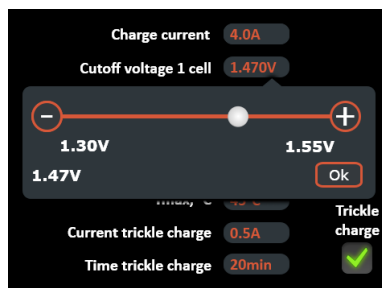 Charge current 4.0A
Cutoff voltage 1 cell 1.470V
- +
1.30V 1.55V
1.47V Ok
Trickle
charge
Current trickle charge 0.5A
Time trickle charge 20min